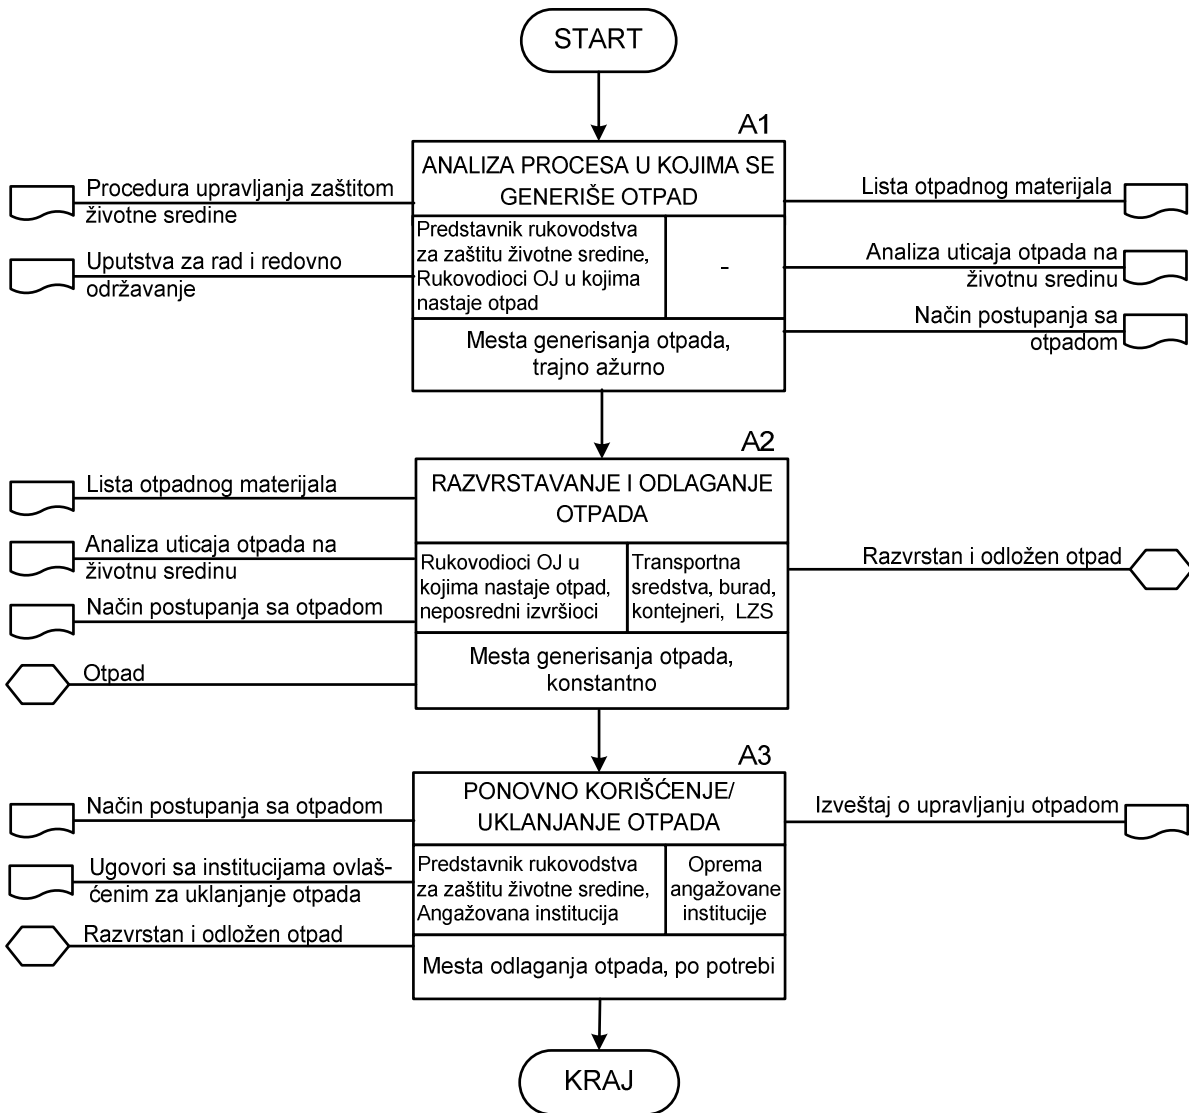 START
A1
ANALIZA PROCESA U KOJIMA SE
GENERIŠE OTPAD
Procedura upravljanja zaštitom
životne sredine
Uputstva za rad i redovno
održavanje
Predstavnik rukovodstva
za zaštitu životne sredine,
Rukovodioci OJ u kojima
nastaje otpad
-
Mesta generisanja otpada,
trajno ažurno
Lista otpadnog materijala
Analiza uticaja otpada na
životnu sredinu
Način postupanja sa
otpadom
A2
RAZVRSTAVANJE I ODLAGANJE
OTPADA
Lista otpadnog materijala
Analiza uticaja otpada na
životnu sredinu
Način postupanja sa otpadom
Otpad
Rukovodioci OJ u
kojima nastaje otpad,
neposredni izvršioci
Transportna
sredstva, burad,
kontejneri, LZS
Mesta generisanja otpada,
konstantno
Razvrstan i odložen otpad
A3
PONOVNO KORIŠĆENJE/
UKLANJANJE OTPADA
Način postupanja sa otpadom
Ugovori sa institucijama ovlaš-
ćenim za uklanjanje otpada
Razvrstan i odložen otpad
Predstavnik rukovodstva
za zaštitu životne sredine,
Angažovana institucija
Oprema
angažovane
institucije
Mesta odlaganja otpada, po potrebi
Izveštaj o upravljanju otpadom
KRAJ